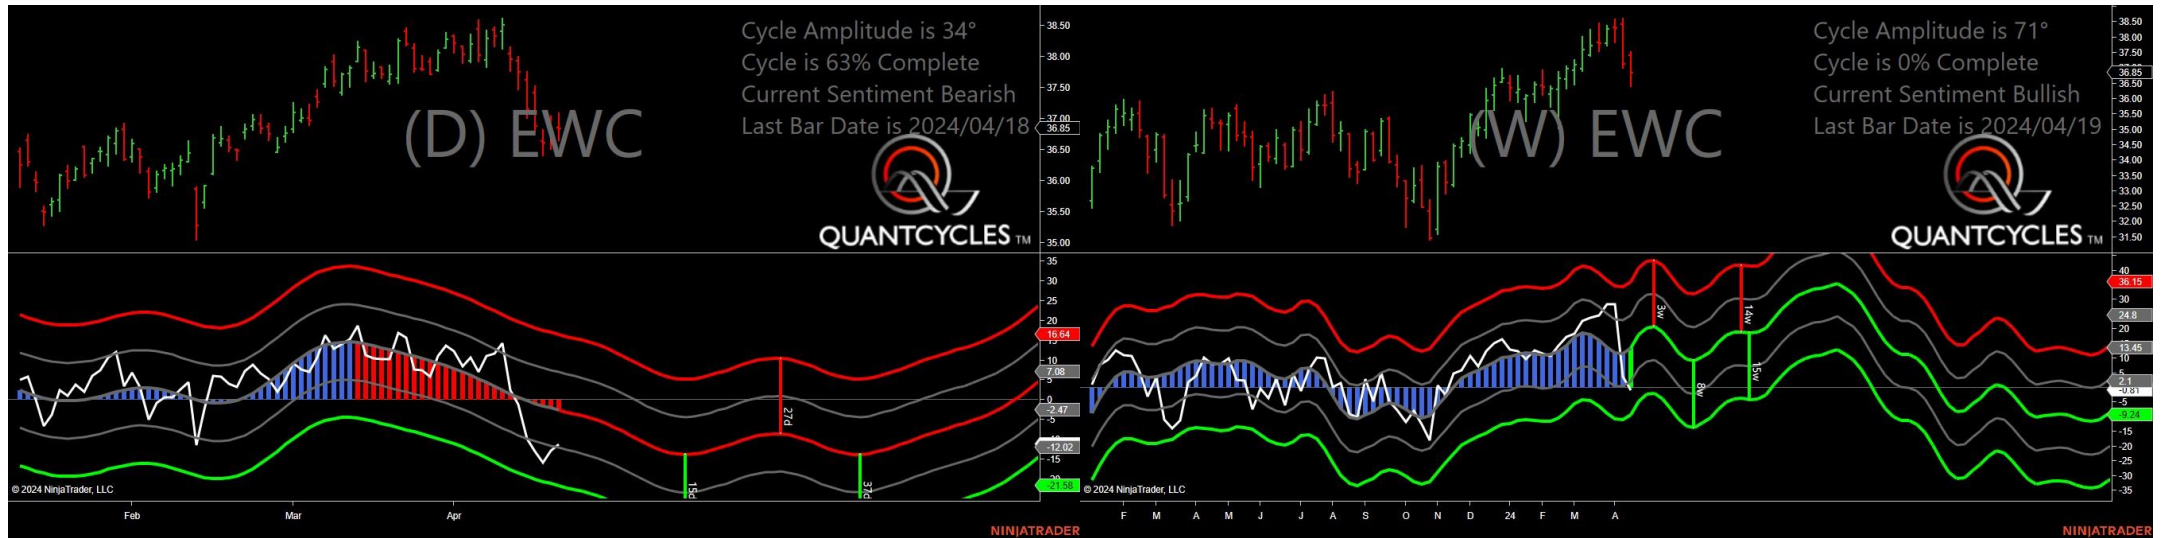 Cycle Amplitude is 34°
Cycle is 63% Complete
Current Sentiment Bearish
Last Bar Date is 2024/04/18
(D) EWC
QUANTCYCLES TM
38.50
38.00
37.50
37.00
36.85
36.50
36.00
35.50
35.00
35
30
25
20
16.64
10
7.08
5
0
-2.47
-5
-12.02
-15
-21.58
27d
15d
37d
© 2024 NinjaTrader, LLC
Feb
Mar
Apr
NINJATRADER
Cycle Amplitude is 71°
Cycle is 0% Complete
Current Sentiment Bullish
Last Bar Date is 2024/04/19
(W) EWC
QUANTCYCLES TM
38.50
38.00
37.50
36.85
36.00
35.50
35.00
34.50
34.00
33.50
33.00
32.50
32.00
31.50
40
36.15
30
24.8
20
13.45
10
5
2.1
-0.81
-5
-9.24
-15
-20
-25
-30
-35
3w
14w
8w
15w
© 2024 NinjaTrader, LLC
F
M
A
M
J
J
A
S
O
N
D
24
F
M
A
NINJATRADER